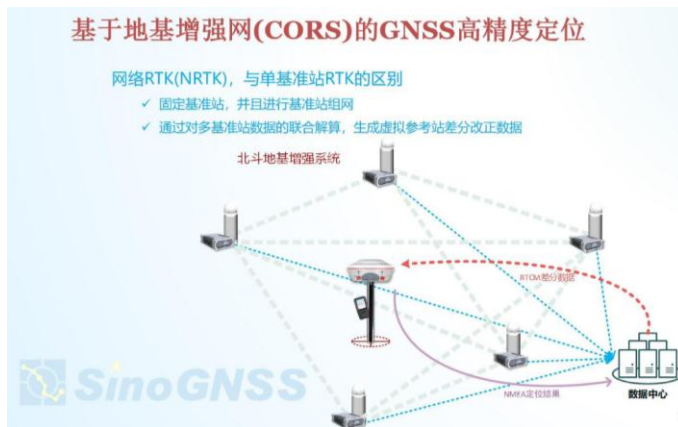 基于地基增强网(CORS)的GNSS高精度定位
网络RTK(NRTK)，与单基准站RTK的区别
✓ 固定基准站，并且进行基准站组网
✓ 通过对多基准站数据的联合解算，生成虚拟参考站差分改正数据
北斗地基增强系统
RTCM差分数据
SinoGNSS
NMEA定位结果
数据中心